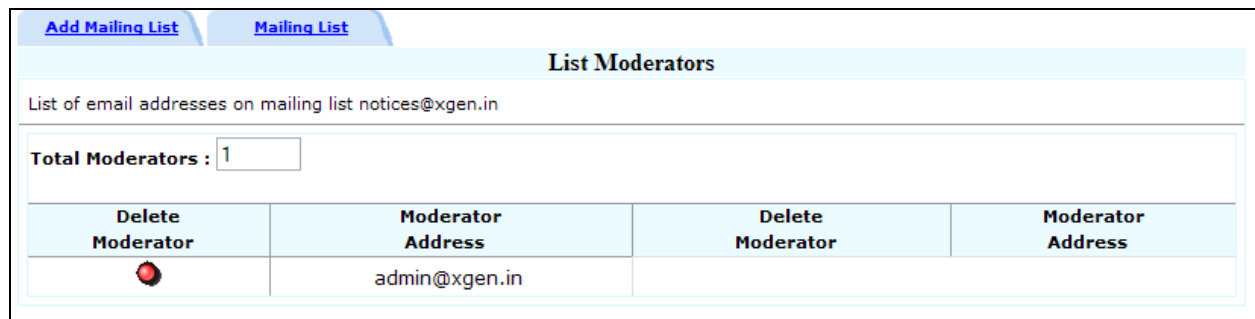 Add Mailing List Mailing List
List Moderators
List of email addresses on mailing list notices@xgen.in
Total Moderators : 1
Delete Moderator Moderator Address Delete Moderator Moderator Address
admin@xgen.in